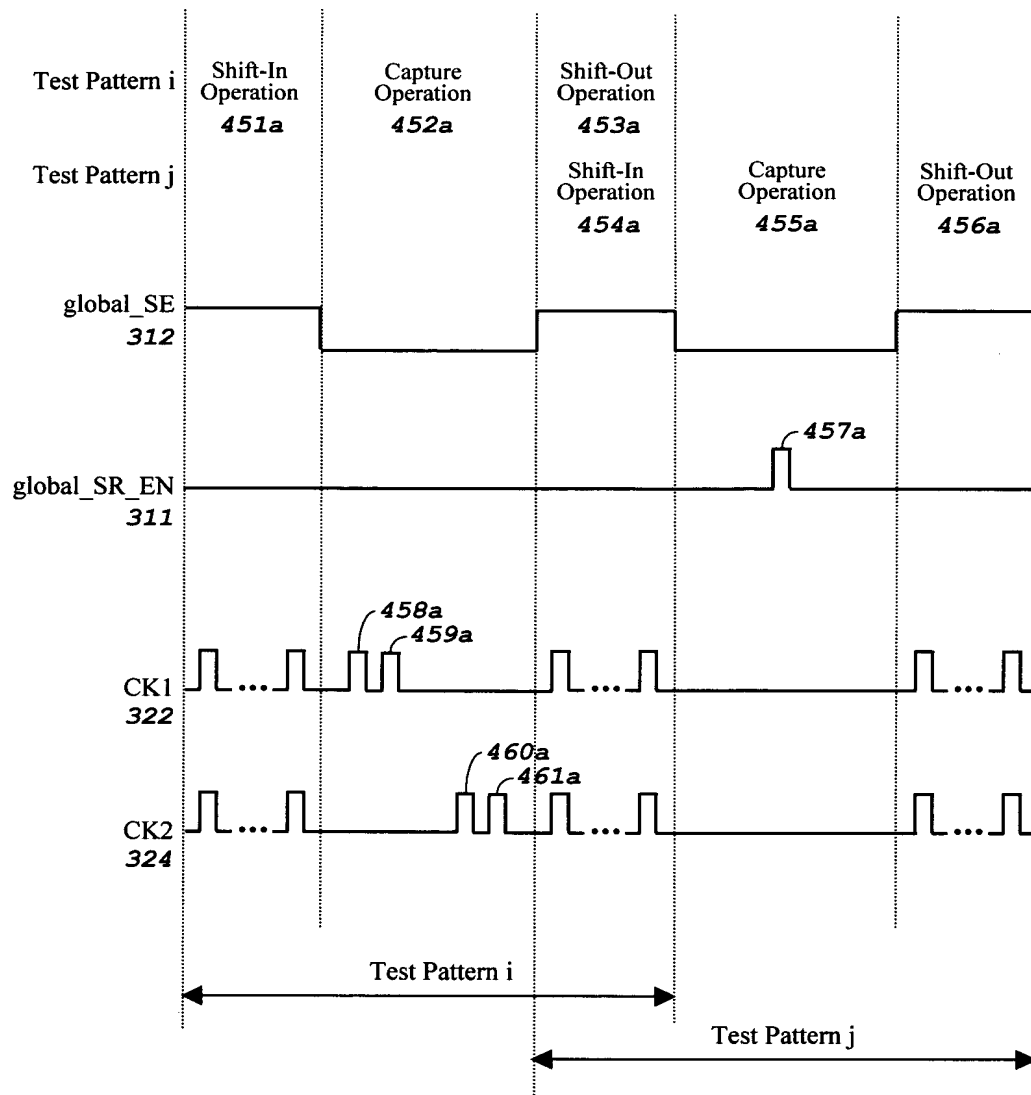 Test Pattern i
Shift-In
Operation
451a
Capture
Operation
452a
Shift-Out
Operation
453a
Test Pattern j
Shift-In
Operation
454a
Capture
Operation
455a
Shift-Out
Operation
456a
global_SE
312
457a
global_SR_EN
311
458a
459a
CK1
322
460a
461a
CK2
324
Test Pattern i
Test Pattern j